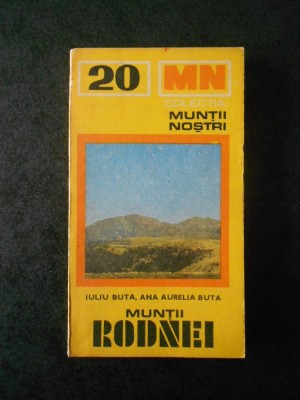 20 MN
COLECȚIA
MUNȚII
NOȘTRI
IULIU BUTA, ANA AURELIA BUTA
MUNȚII
RODNEI